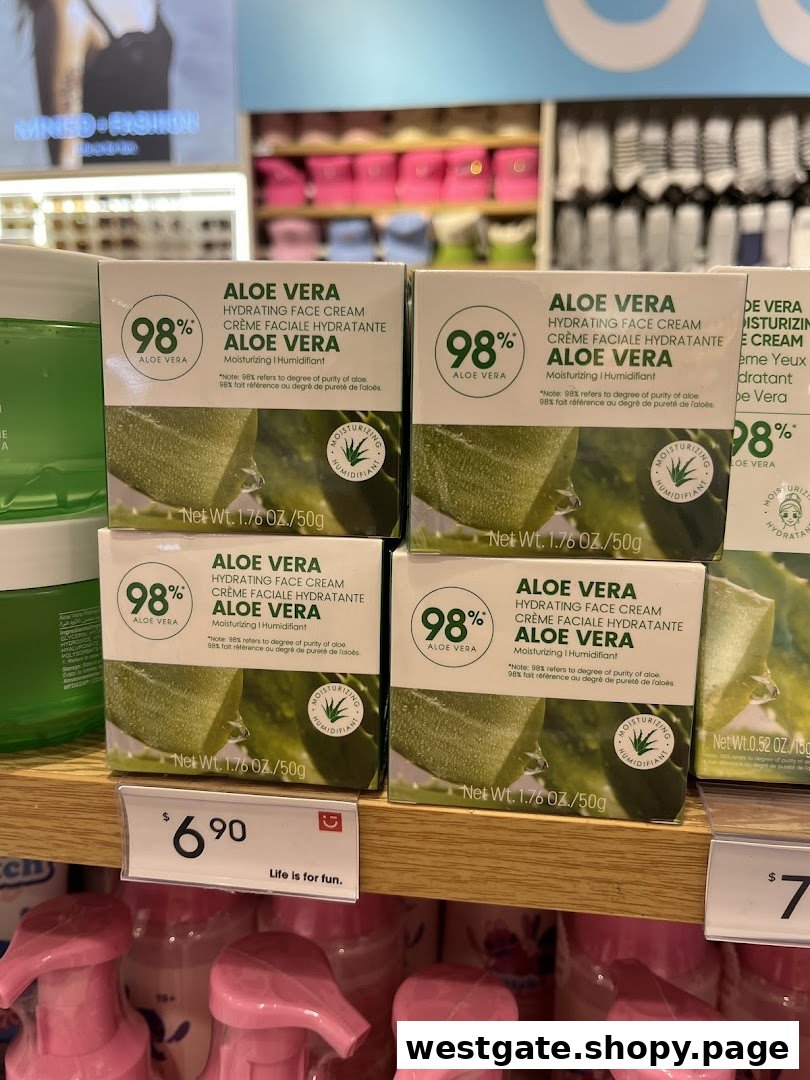 MINISO FASHION
98%*
ALOE VERA
ALOE VERA
HYDRATING FACE CREAM
CRÈME FACIALE HYDRATANTE
ALOE VERA
Moisturizing | Humidifiant
*Note: 98% refers to degree of purity of aloe.
98% fait référence au degré de pureté de l'aloès.
MOISTURIZING
HUMIDIFIANT
Net Wt. 1.76 OZ./50g
98%*
ALOE VERA
ALOE VERA
HYDRATING FACE CREAM
CRÈME FACIALE HYDRATANTE
ALOE VERA
Moisturizing | Humidifiant
*Note: 98% refers to degree of purity of aloe.
98% fait référence au degré de pureté de l'aloès.
MOISTURIZING
HUMIDIFIANT
Net Wt. 1.76 OZ./50g
98%*
ALOE VERA
Net Wt. 0.52 OZ./15g
98%*
ALOE VERA
ALOE VERA
HYDRATING FACE CREAM
CRÈME FACIALE HYDRATANTE
ALOE VERA
Moisturizing | Humidifiant
*Note: 98% refers to degree of purity of aloe.
98% fait référence au degré de pureté de l'aloès.
MOISTURIZING
HUMIDIFIANT
Net Wt. 1.76 OZ./50g
98%*
ALOE VERA
ALOE VERA
HYDRATING FACE CREAM
CRÈME FACIALE HYDRATANTE
ALOE VERA
Moisturizing | Humidifiant
*Note: 98% refers to degree of purity of aloe.
98% fait référence au degré de pureté de l'aloès.
MOISTURIZING
HUMIDIFIANT
Net Wt. 1.76 OZ./50g
$6.90
Life is for fun.
$7
westgate.shopy.page